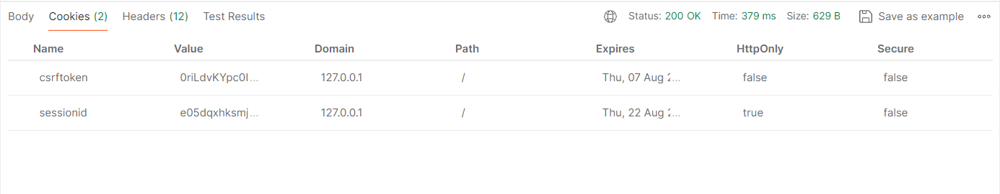 Body Cookies (2) Headers (12) Test Results Status: 200 OK Time: 379 ms Size: 629 B Save as example
Name Value Domain Path Expires HttpOnly Secure
csrftoken 0riLdvKYpc0I... 127.0.0.1 / Thu, 07 Aug 2... false false
sessionid e05dqxhksmj... 127.0.0.1 / Thu, 22 Aug 2... true false